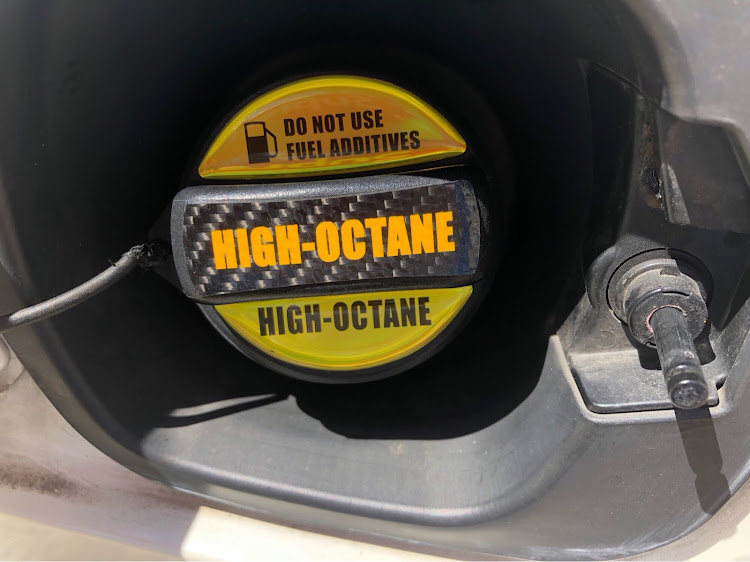 DO NOT USE
FUEL ADDITIVES
HIGH-OCTANE
HIGH-OCTANE